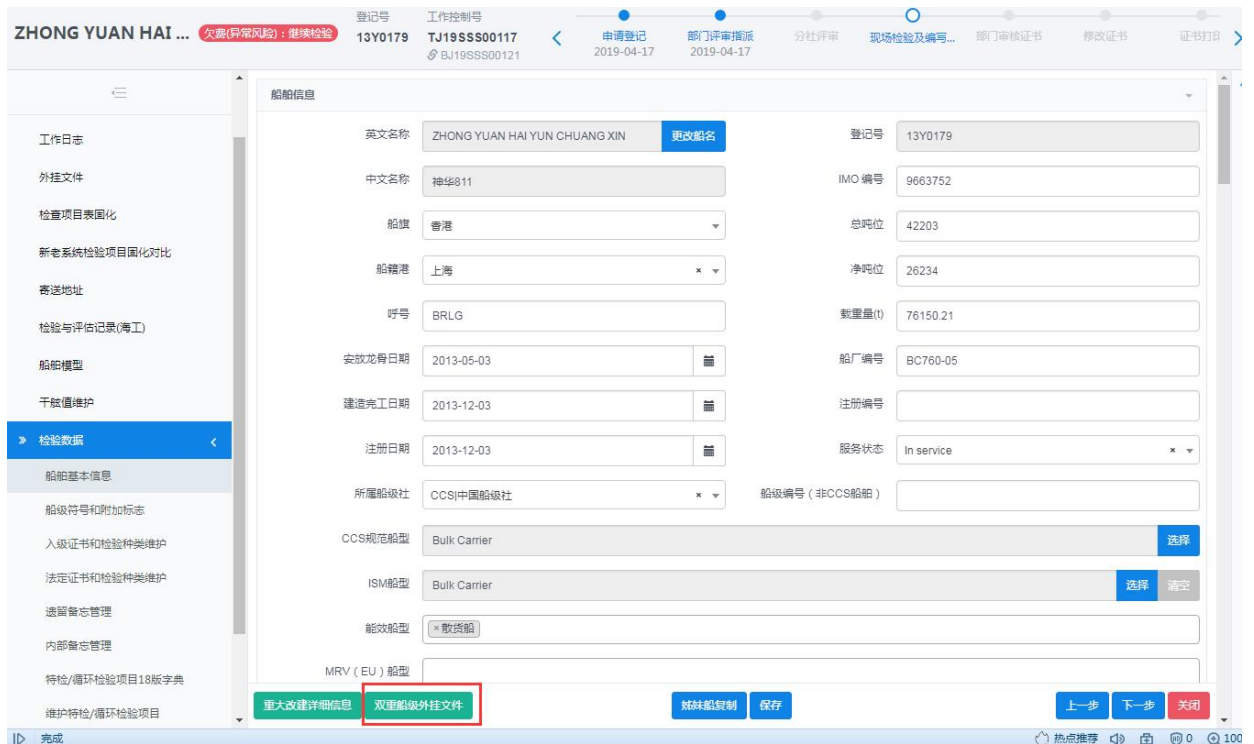 ZHONG YUAN HAI ... 欠费(异常风险)：继续检验
登记号
13Y0179
工作控制号
TJ19SSS00117
BJ19SSS00121
申请登记
2019-04-17
部门评审指派
2019-04-17
分社评审
现场检验及编写...
部门审核证书
修改证书
证书打印
工作日志
外挂文件
检查项目表固化
新老系统检验项目固化对比
寄送地址
检验与评估记录(海工)
船舶模型
干舷值维护
检验数据
船舶基本信息
船级符号和附加标志
入级证书和检验种类维护
法定证书和检验种类维护
遗留备忘管理
内部备忘管理
特检/循环检验项目18版字典
维护特检/循环检验项目
船舶信息
英文名称 ZHONG YUAN HAI YUN CHUANG XIN 更改船名 登记号 13Y0179
中文名称 神华811 IMO 编号 9663752
船旗 香港 总吨位 42203
船籍港 上海 × 净吨位 26234
呼号 BRLG 载重量(t) 76150.21
安放龙骨日期 2013-05-03 船厂编号 BC760-05
建造完工日期 2013-12-03 注册编号
注册日期 2013-12-03 服务状态 In service ×
所属船级社 CCS|中国船级社 × 船级编号（非CCS船舶）
CCS规范船型 Bulk Carrier 选择
ISM船型 Bulk Carrier 选择 清空
能效船型 ×散货船
MRV（EU）船型
重大改建详细信息 双重船级外挂文件 姊妹船复制 保存 上一步 下一步 关闭
完成 热点推荐 0 100